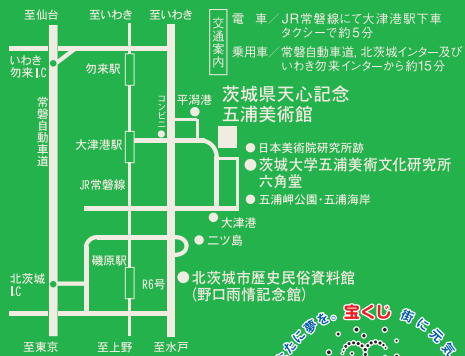 至仙台
至いわき
至いわき
交通案内
電　車／JR常磐線にて大津港駅下車
タクシーで約5分
乗用車／常磐自動車道、北茨城インター及び
いわき勿来インターから約15分
いわき
勿来I.C
勿来駅
コンビニ
平潟港
茨城県天心記念
五浦美術館
常磐自動車道
大津港駅
日本美術院研究所跡
茨城大学五浦美術文化研究所
六角堂
JR常磐線
五浦岬公園・五浦海岸
大津港
二ツ島
磯原駅
北茨城
I.C
R6号
北茨城市歴史民俗資料館
(野口雨情記念館)
至東京
至上野
至水戸
たに夢を。宝くじ 街に元気